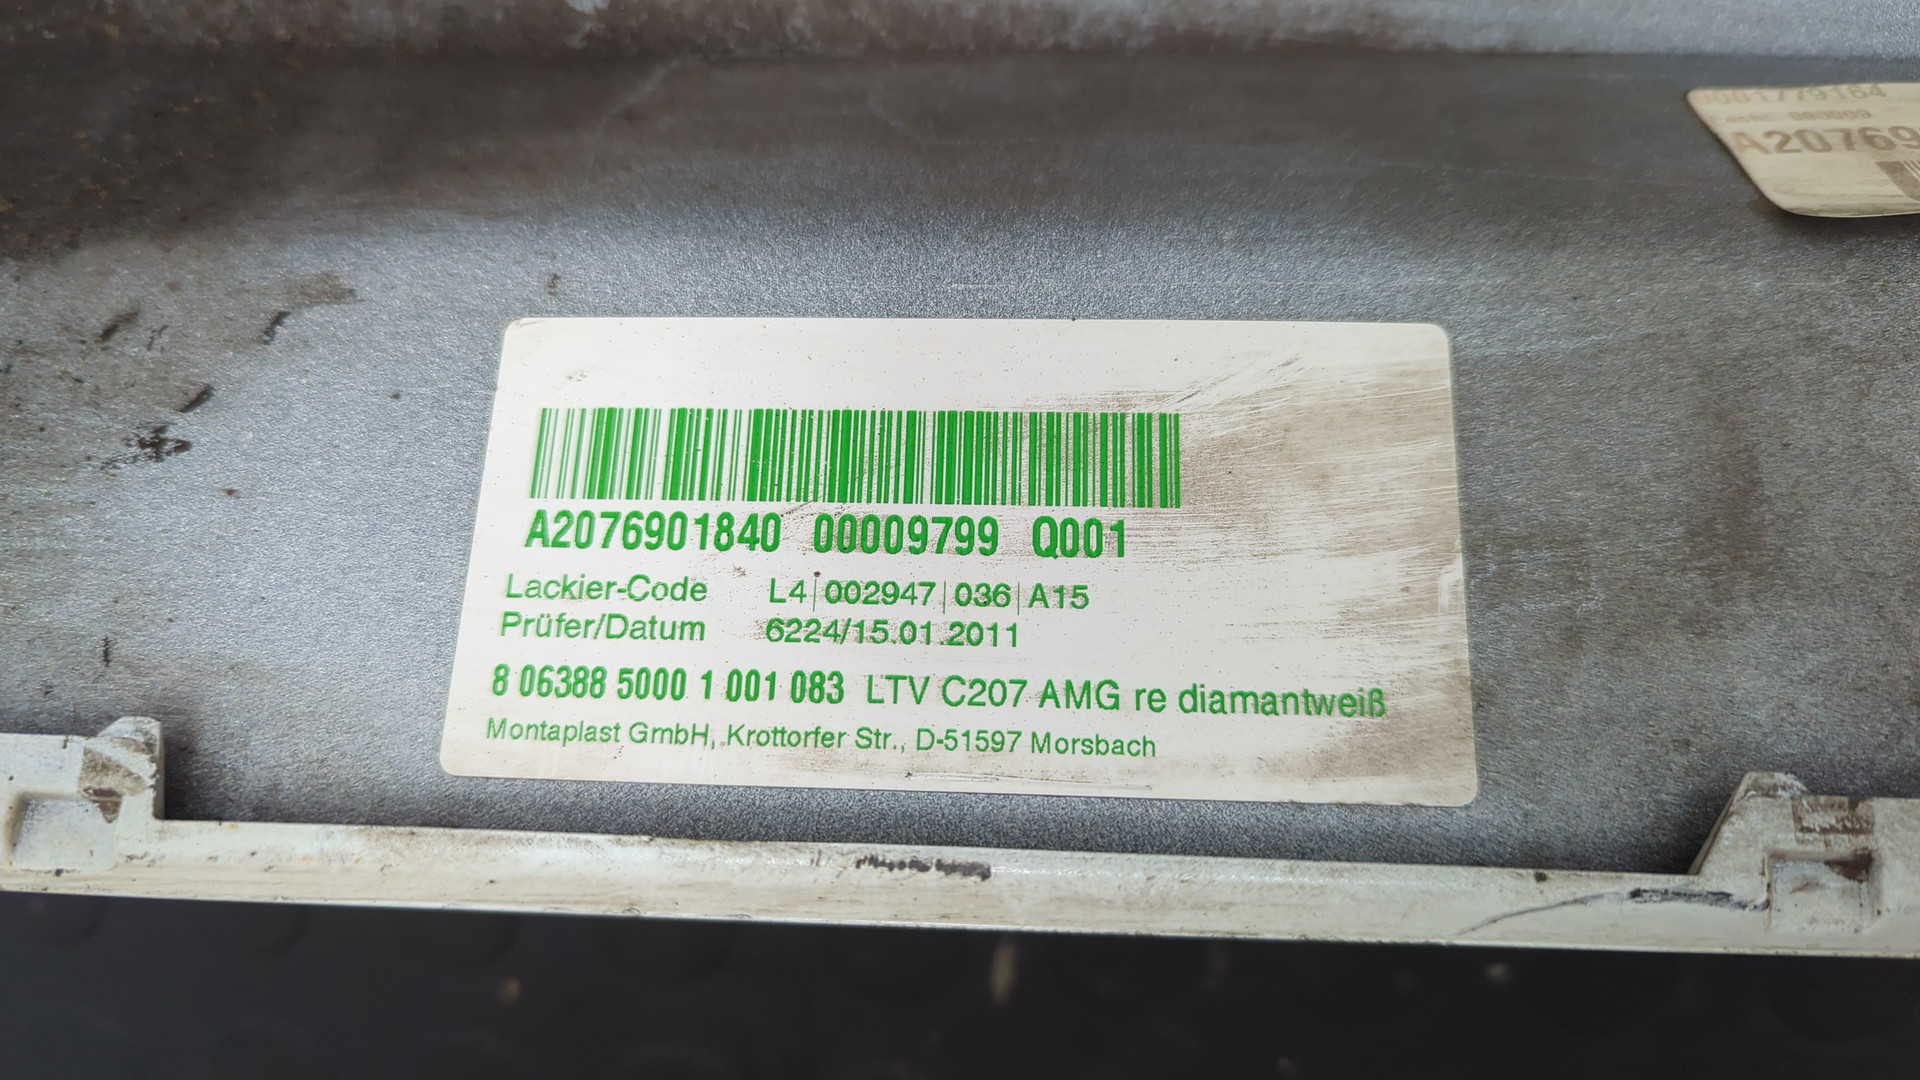 0001779164
A20769
A2076901840 00009799 Q001
Lackier-Code L4|002947|036|A15
Prüfer/Datum 6224/15.01.2011
8 06388 5000 1 001 083 LTV C207 AMG re diamantweiß
Montaplast GmbH, Krottorfer Str., D-51597 Morsbach